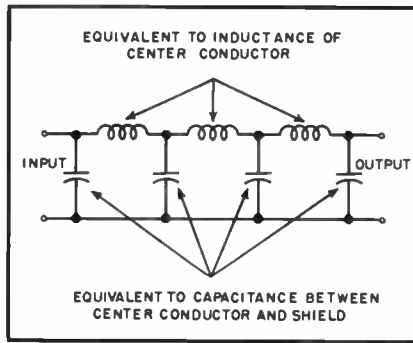 EQUIVALENT TO INDUCTANCE OF
CENTER CONDUCTOR
INPUT
OUTPUT
EQUIVALENT TO CAPACITANCE BETWEEN
CENTER CONDUCTOR AND SHIELD